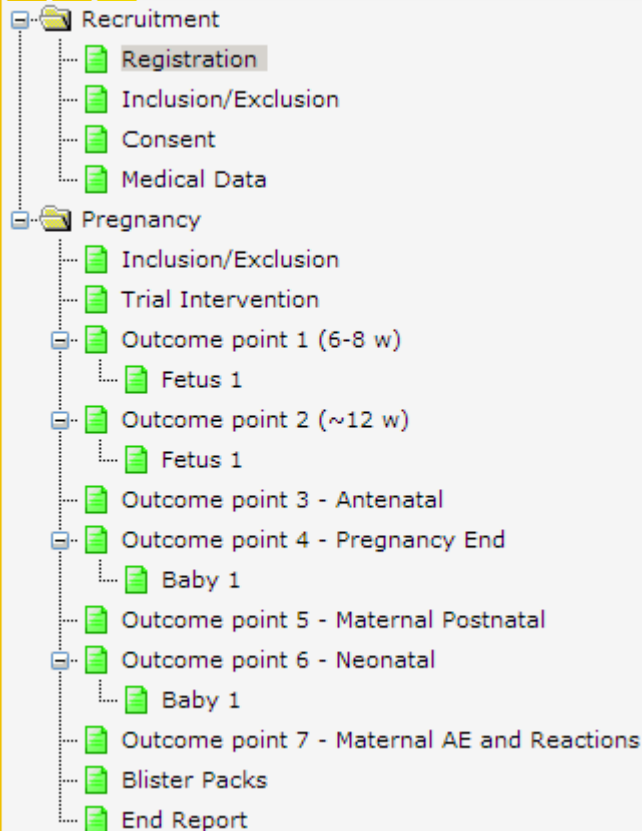 Recruitment
Registration
Inclusion/Exclusion
Consent
Medical Data
Pregnancy
Inclusion/Exclusion
Trial Intervention
Outcome point 1 (6-8 w)
Fetus 1
Outcome point 2 (~12 w)
Fetus 1
Outcome point 3 - Antenatal
Outcome point 4 - Pregnancy End
Baby 1
Outcome point 5 - Maternal Postnatal
Outcome point 6 - Neonatal
Baby 1
Outcome point 7 - Maternal AE and Reactions
Blister Packs
End Report